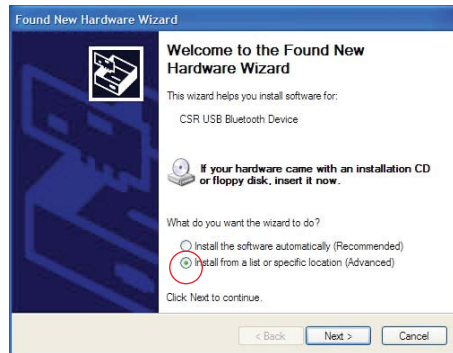 Found New Hardware Wizard
Welcome to the Found New
Hardware Wizard
This wizard helps you install software for:
CSR USB Bluetooth Device
If your hardware came with an installation CD
or floppy disk, insert it now.
What do you want the wizard to do?
Install the software automatically (Recommended)
Install from a list or specific location (Advanced)
Click Next to continue.
< Back Next > Cancel